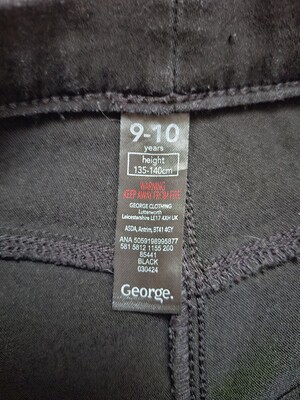 9-10
years
height
135-140cm
WARNING
KEEP AWAY FROM FIRE
GEORGE CLOTHING
Lutterworth
Leicestershire LE17 4XH UK
ASDA, Antrim, BT41 4GY
ANA 5059198995877
581 5812 1155 200
85441
BLACK
030424
George.